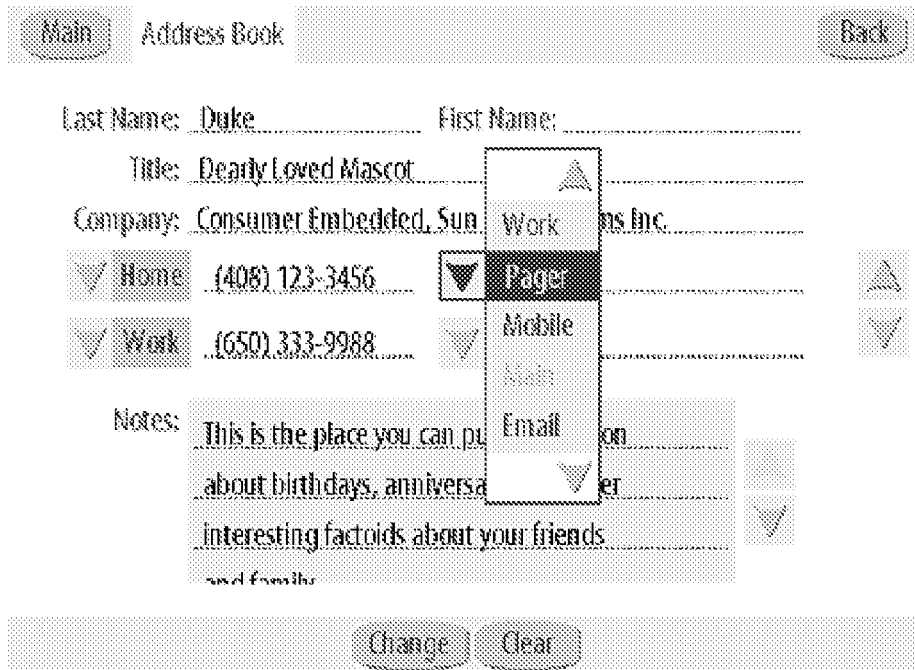 Main Address Book Back
Last Name: Duke First Name:
Title: Dearly Loved Mascot
Company: Consumer Embedded, Sun ms Inc.
Work
Home (408) 123-3456 Pager
Work (650) 333-9988 Mobile
Main
Email
Notes: This is the place you can pu on
about birthdays, anniversa er
interesting factoids about your friends
and family
Change Clear